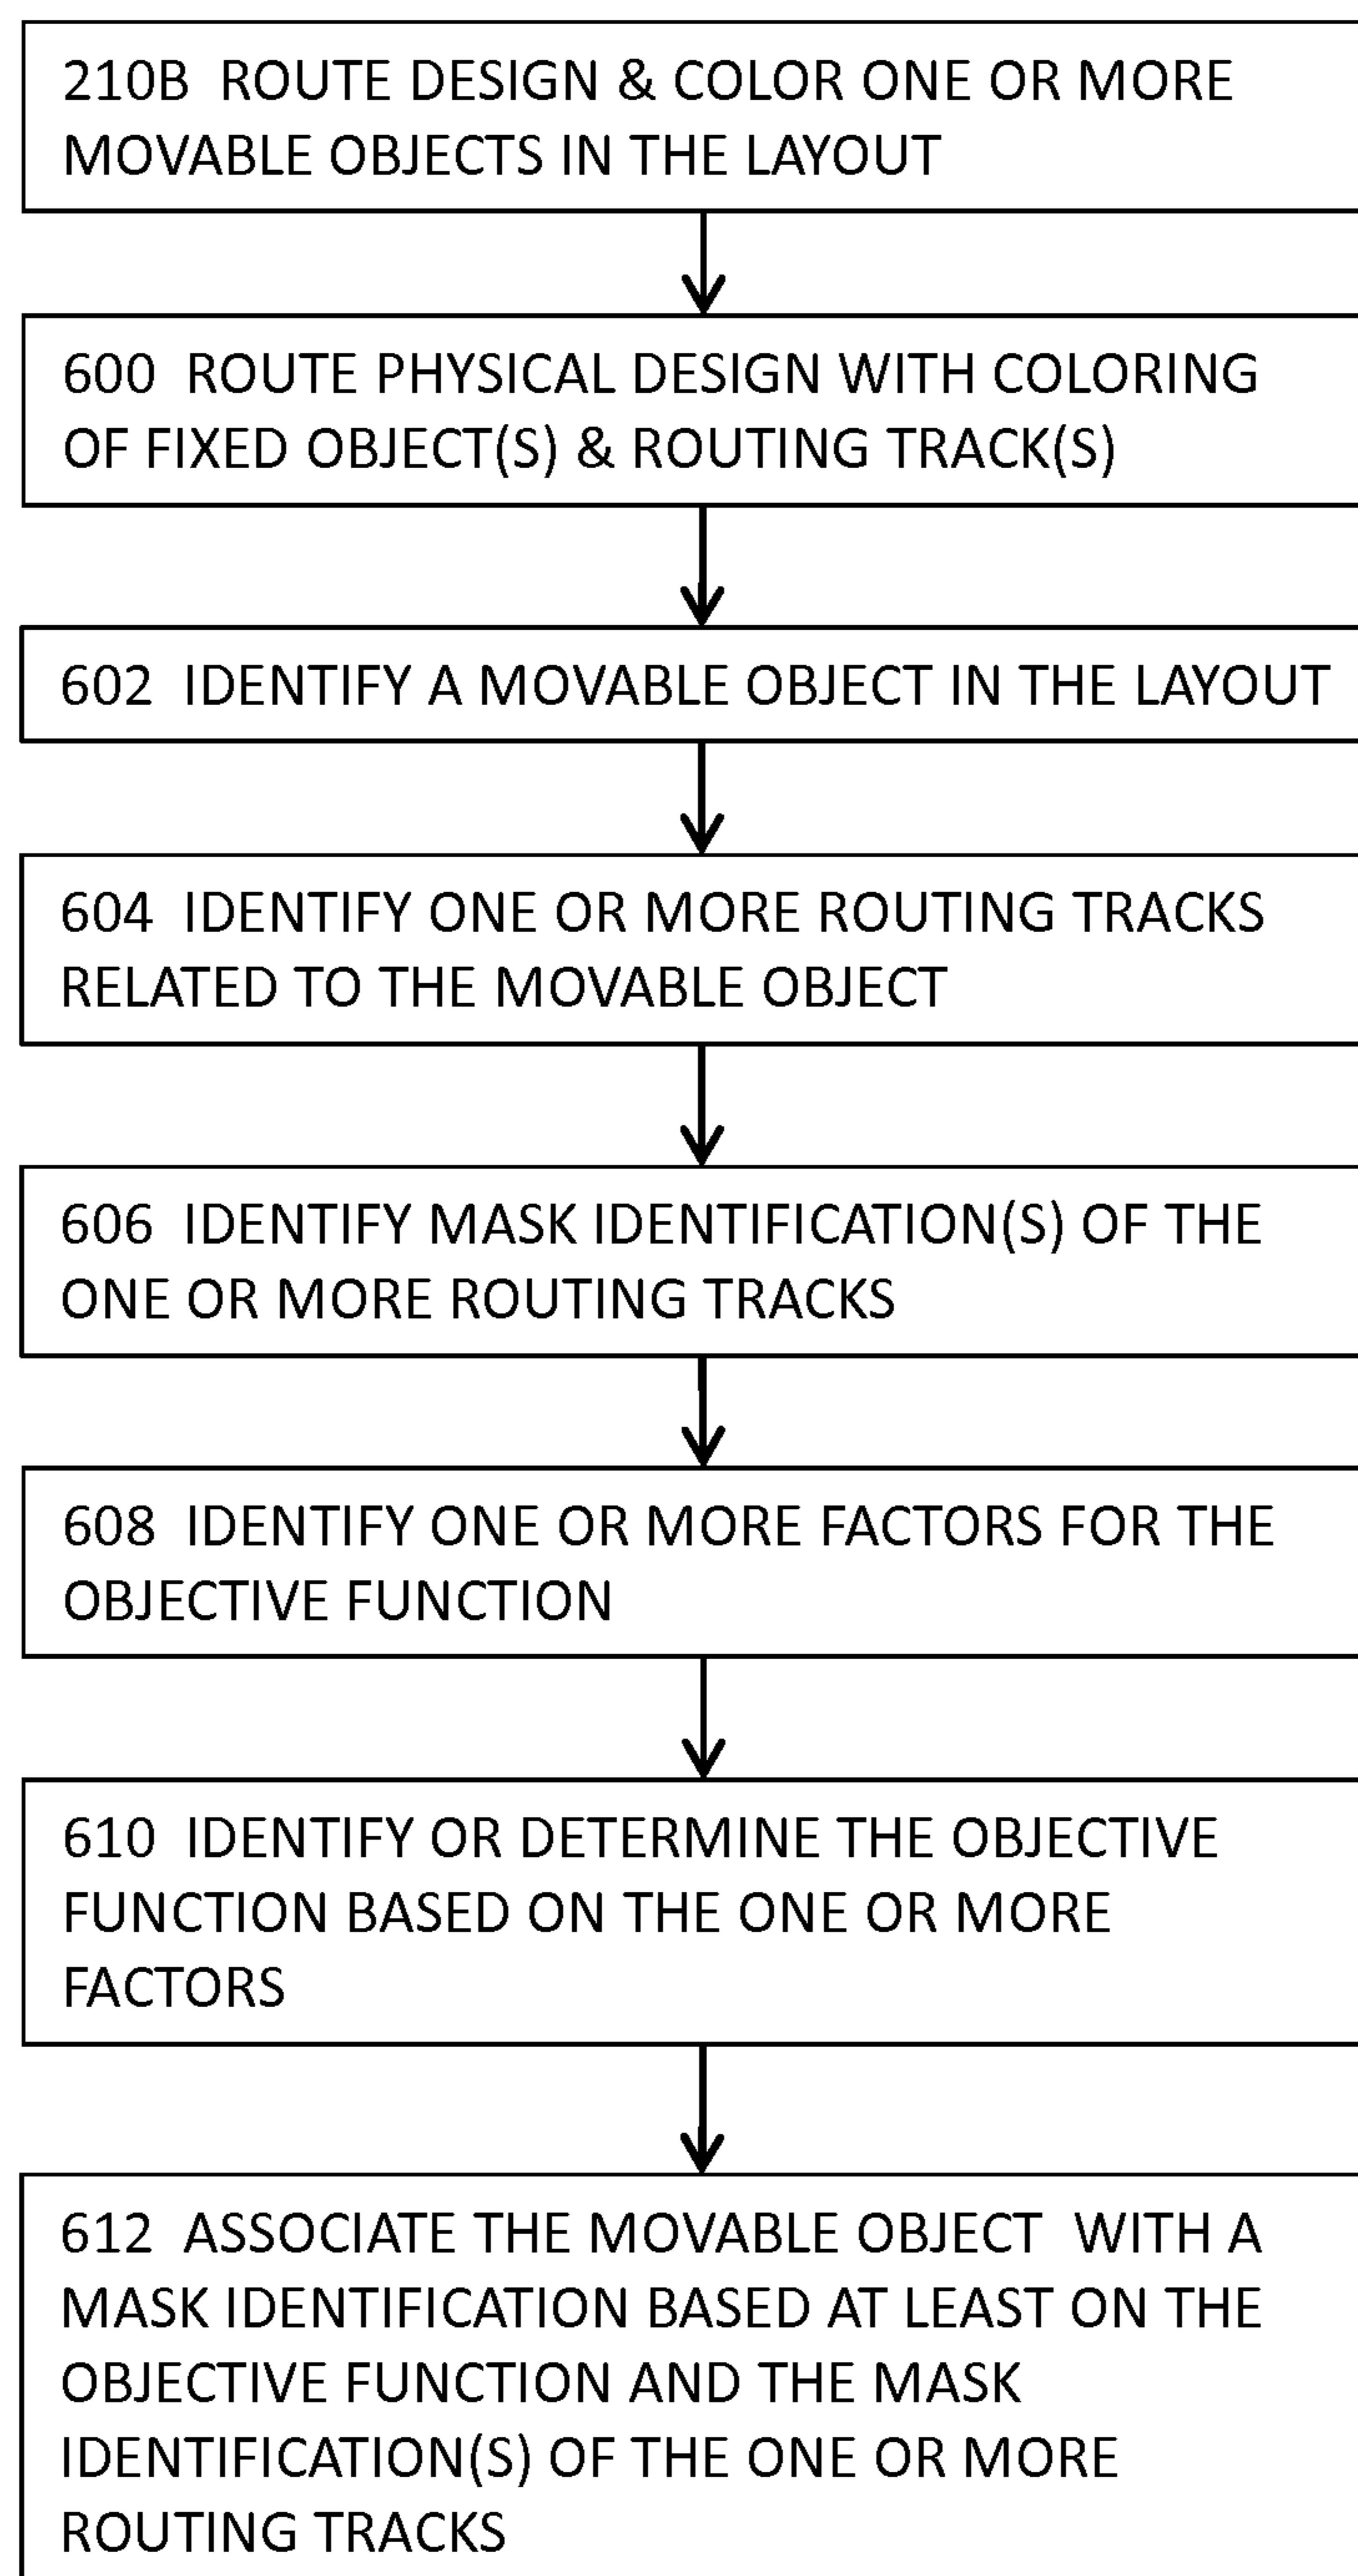 210B ROUTE DESIGN & COLOR ONE OR MORE
MOVABLE OBJECTS IN THE LAYOUT
600 ROUTE PHYSICAL DESIGN WITH COLORING
OF FIXED OBJECT(S) & ROUTING TRACK(S)
602 IDENTIFY A MOVABLE OBJECT IN THE LAYOUT
604 IDENTIFY ONE OR MORE ROUTING TRACKS
RELATED TO THE MOVABLE OBJECT
606 IDENTIFY MASK IDENTIFICATION(S) OF THE
ONE OR MORE ROUTING TRACKS
608 IDENTIFY ONE OR MORE FACTORS FOR THE
OBJECTIVE FUNCTION
610 IDENTIFY OR DETERMINE THE OBJECTIVE
FUNCTION BASED ON THE ONE OR MORE
FACTORS
612 ASSOCIATE THE MOVABLE OBJECT WITH A
MASK IDENTIFICATION BASED AT LEAST ON THE
OBJECTIVE FUNCTION AND THE MASK
IDENTIFICATION(S) OF THE ONE OR MORE
ROUTING TRACKS